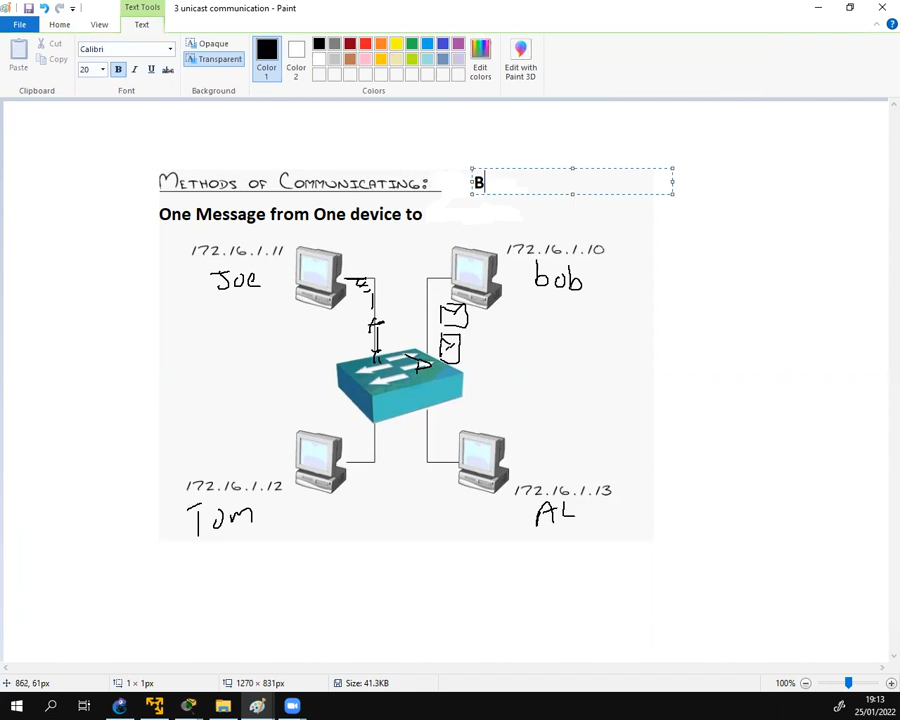 3 unicast communication - Paint
Text Tools
File Home View Text
Paste
Cut
Copy
Clipboard
Calibri
20 B I U abc
Font
Opaque
Transparent
Background
Color 1
Color 2
Colors
Edit colors
Edit with Paint 3D
Methods of Communicating: B
One Message from One device to
172.16.1.11
Joe
172.16.1.10
bob
172.16.1.12
Tom
172.16.1.13
AL
862, 61px
1 × 1px
1270 × 831px
Size: 41.3KB
100%
19:13
25/01/2022